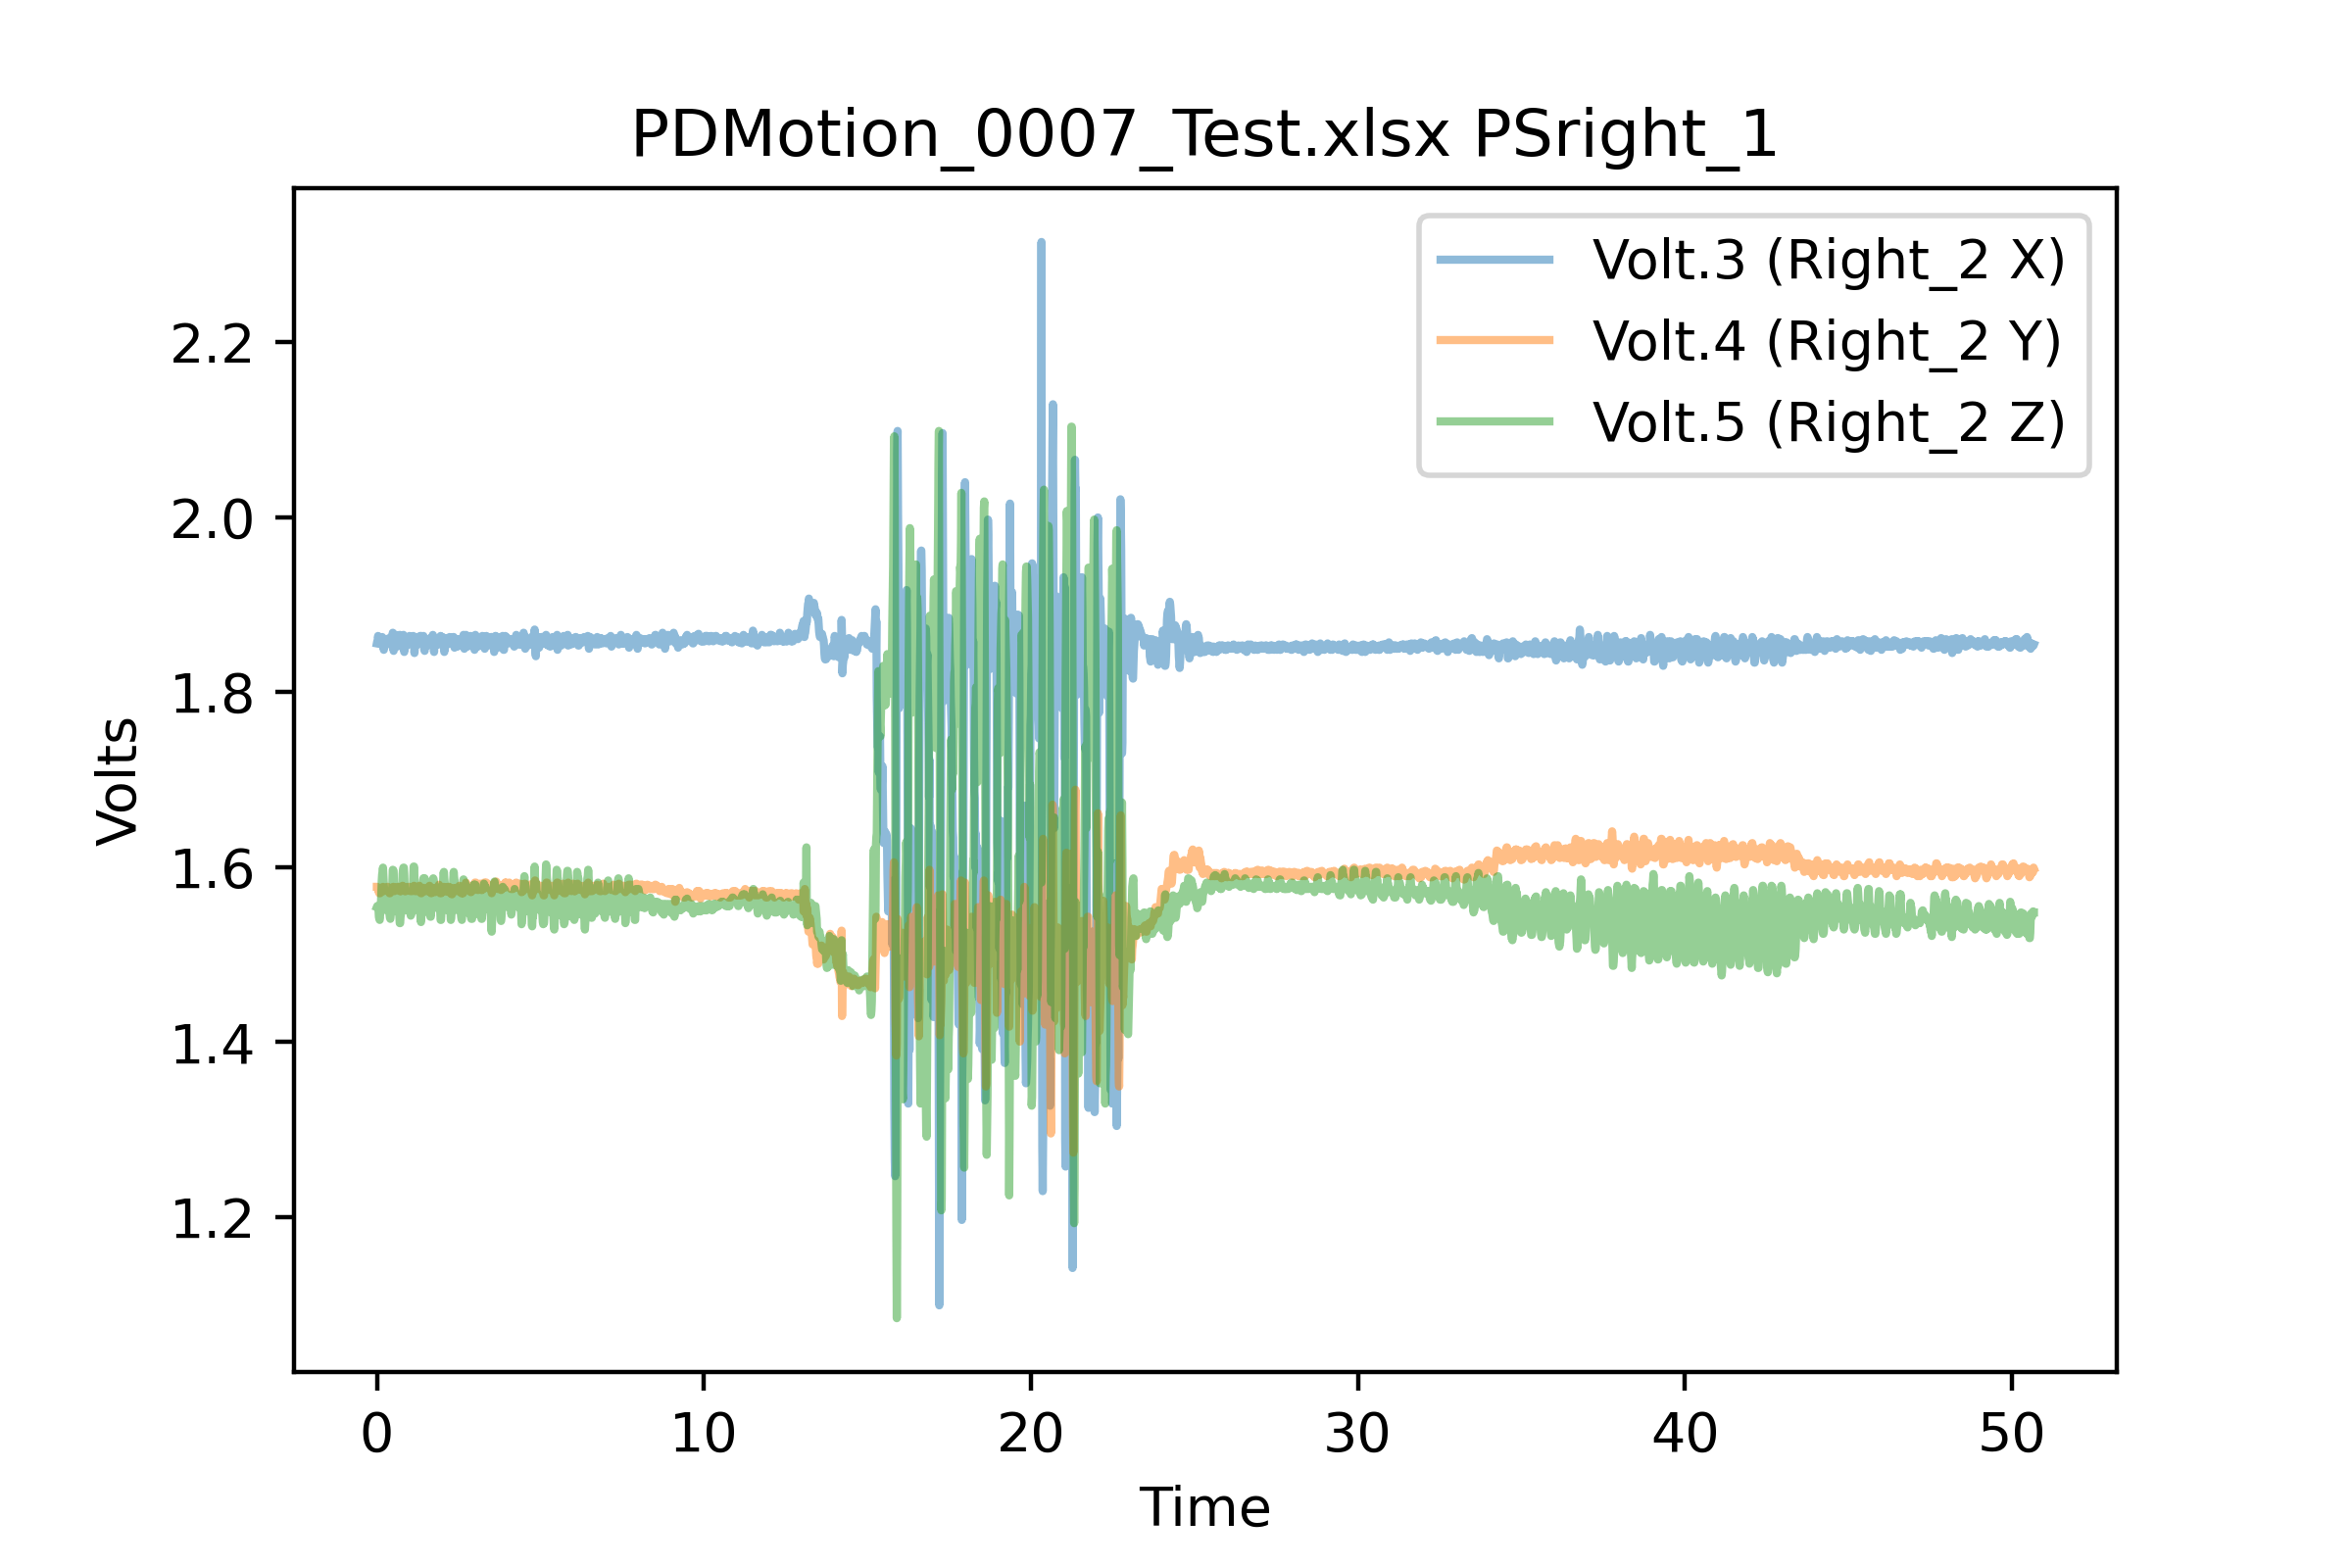 PDMotion_0007_Test.xlsx PSright_1
Volt.3 (Right_2 X)
Volt.4 (Right_2 Y)
Volt.5 (Right_2 Z)
2.2
2.0
1.8
1.6
1.4
1.2
Volts
0 10 20 30 40 50
Time